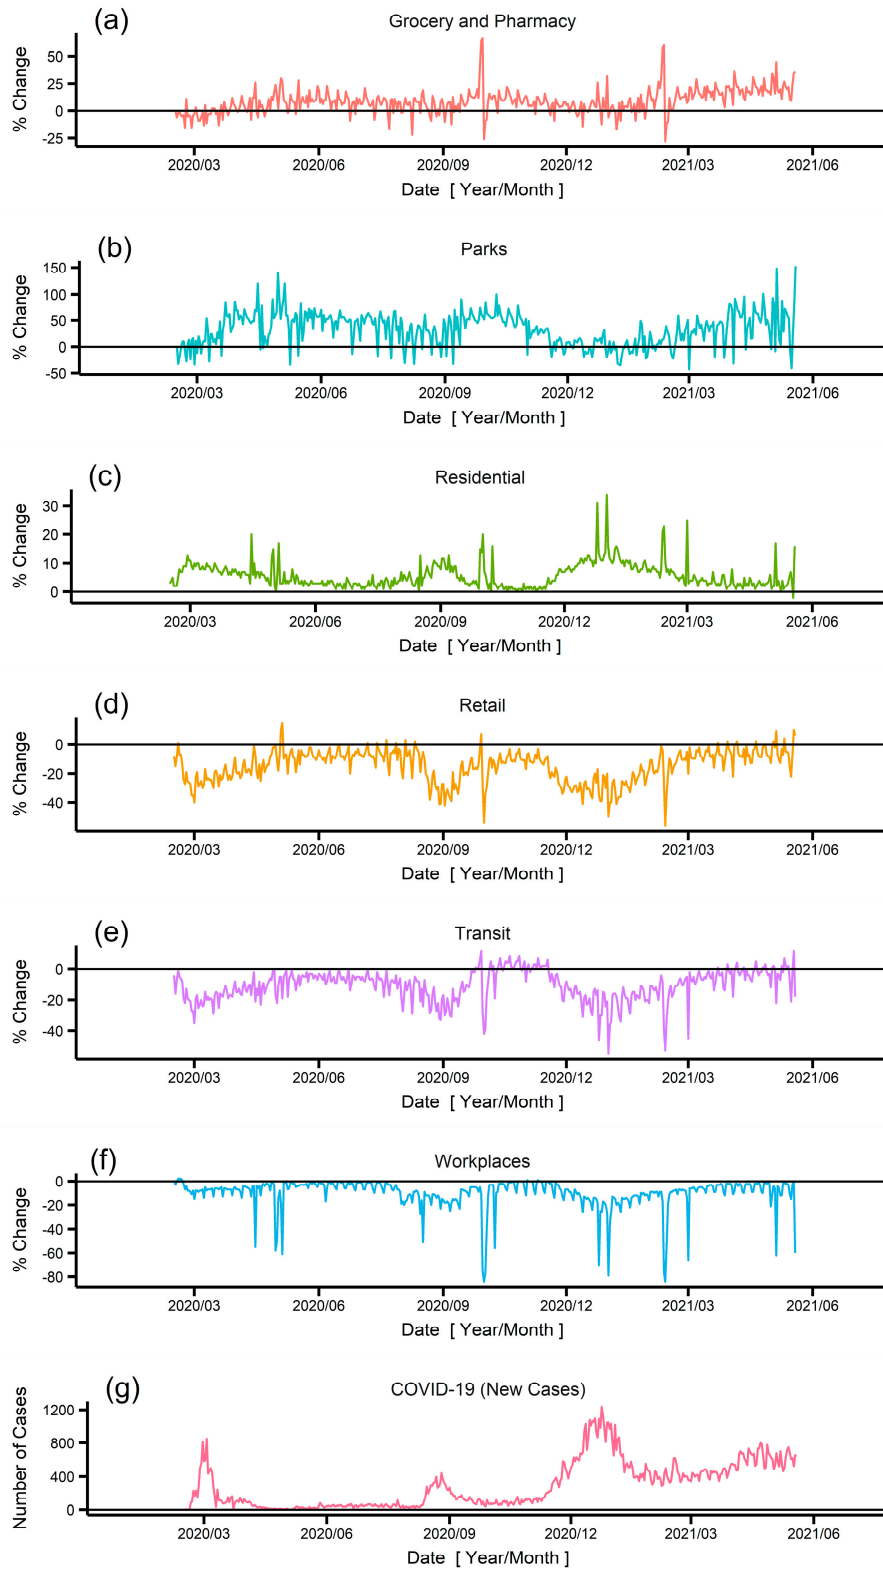 (a)
Grocery and Pharmacy
% Change
50
25
0
-25
2020/03 2020/06 2020/09 2020/12 2021/03 2021/06
Date [ Year/Month ]
(b)
Parks
% Change
150
100
50
0
-50
2020/03 2020/06 2020/09 2020/12 2021/03 2021/06
Date [ Year/Month ]
(c)
Residential
% Change
30
20
10
0
2020/03 2020/06 2020/09 2020/12 2021/03 2021/06
Date [ Year/Month ]
(d)
Retail
% Change
0
-20
-40
2020/03 2020/06 2020/09 2020/12 2021/03 2021/06
Date [ Year/Month ]
(e)
Transit
% Change
0
-20
-40
2020/03 2020/06 2020/09 2020/12 2021/03 2021/06
Date [ Year/Month ]
(f)
Workplaces
% Change
0
-20
-40
-60
-80
2020/03 2020/06 2020/09 2020/12 2021/03 2021/06
Date [ Year/Month ]
(g)
COVID-19 (New Cases)
Number of Cases
1200
800
400
0
2020/03 2020/06 2020/09 2020/12 2021/03 2021/06
Date [ Year/Month ]